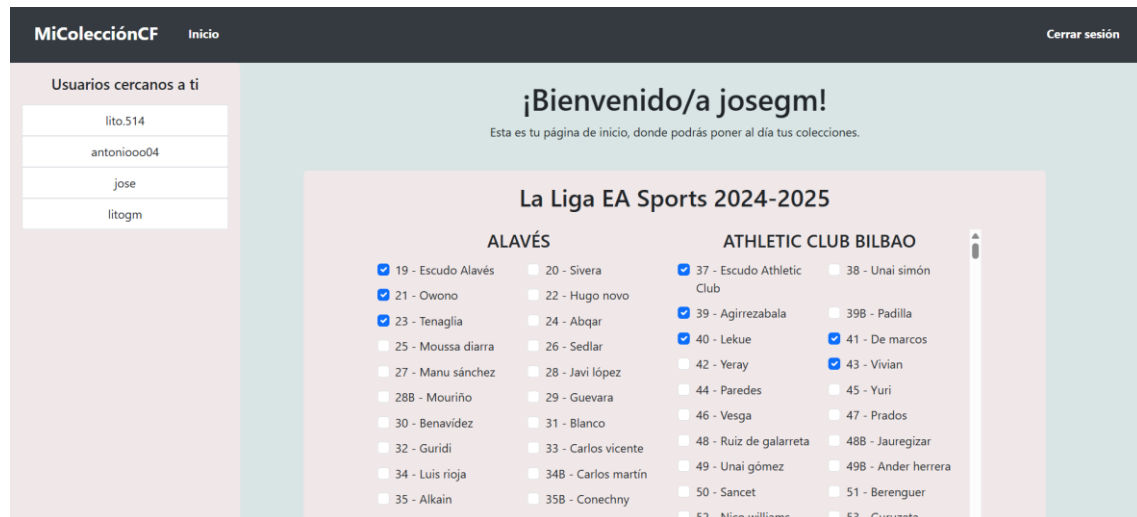 MiColecciónCF Inicio Cerrar sesión
Usuarios cercanos a ti
lito.514
antoniooo04
jose
litogm
¡Bienvenido/a josegm!
Esta es tu página de inicio, donde podrás poner al día tus colecciones.
La Liga EA Sports 2024-2025
ALAVÉS
19 - Escudo Alavés 20 - Sivera
21 - Owono 22 - Hugo novo
23 - Tenaglia 24 - Abqar
25 - Moussa diarra 26 - Sedlar
27 - Manu sánchez 28 - Javi lópez
28B - Mouriño 29 - Guevara
30 - Benavídez 31 - Blanco
32 - Guridi 33 - Carlos vicente
34 - Luis rioja 34B - Carlos martín
35 - Alkain 35B - Conechny
ATHLETIC CLUB BILBAO
37 - Escudo Athletic 38 - Unai simón
Club
39 - Agirrezabala 39B - Padilla
40 - Lekue 41 - De marcos
42 - Yeray 43 - Vivian
44 - Paredes 45 - Yuri
46 - Vesga 47 - Prados
48 - Ruiz de galarreta 48B - Jauregizar
49 - Unai gómez 49B - Ander herrera
50 - Sancet 51 - Berenguer
52 - Nico williams 53 - Guruzeta